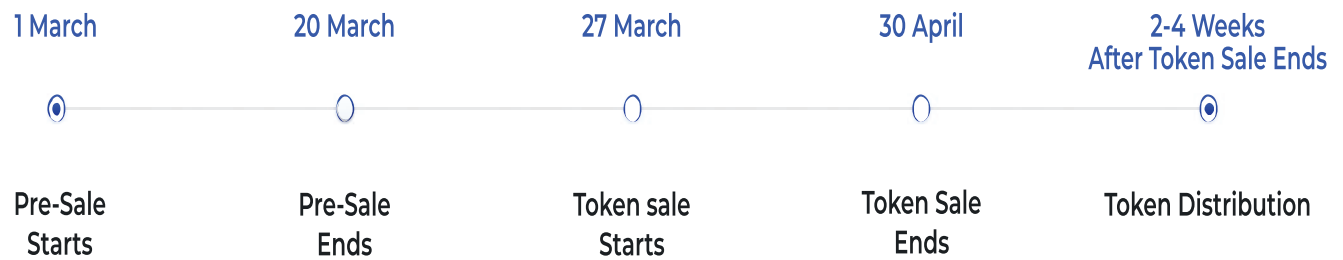 1 March
20 March
27 March
30 April
2-4 Weeks
After Token Sale Ends
Pre-Sale
Starts
Pre-Sale
Ends
Token sale
Starts
Token Sale
Ends
Token Distribution